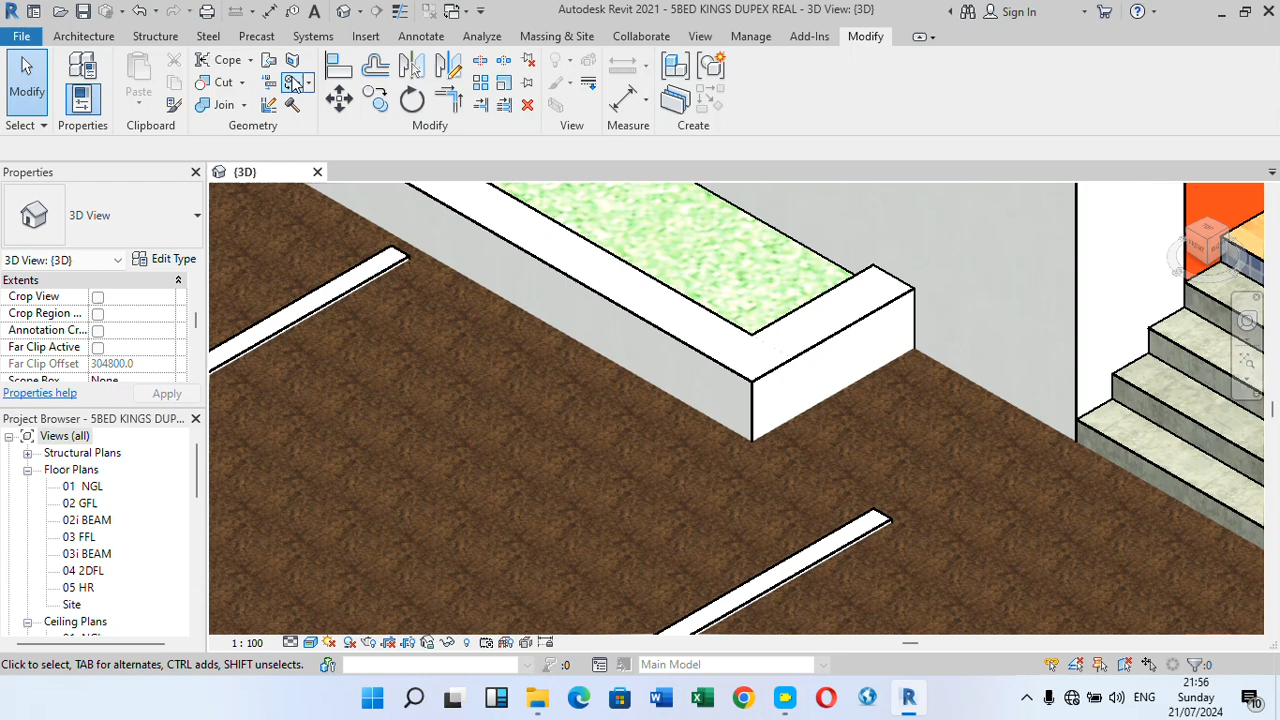 Autodesk Revit 2021 - 5BED KINGS DUPEX REAL - 3D View: {3D}
Sign In
File Architecture Structure Steel Precast Systems Insert Annotate Analyze Massing & Site Collaborate View Manage Add-Ins Modify
Modify
Paste
Cope
Cut
Join
Select Properties Clipboard Geometry Modify View Measure Create
Properties
{3D}
3D View
3D View: {3D} Edit Type
Extents
Crop View
Crop Region ...
Annotation Cr...
Far Clip Active
Far Clip Offset 304800.0
Scope Box None
Properties help Apply
Project Browser - 5BED KINGS DUP...
Views (all)
Structural Plans
Floor Plans
01 NGL
02 GFL
02i BEAM
03 FFL
03i BEAM
04 2DFL
05 HR
Site
Ceiling Plans
01 NGL
1 : 100
Click to select, TAB for alternates, CTRL adds, SHIFT unselects.
:0
Main Model
:0
ENG
21:56
Sunday
21/07/2024
10